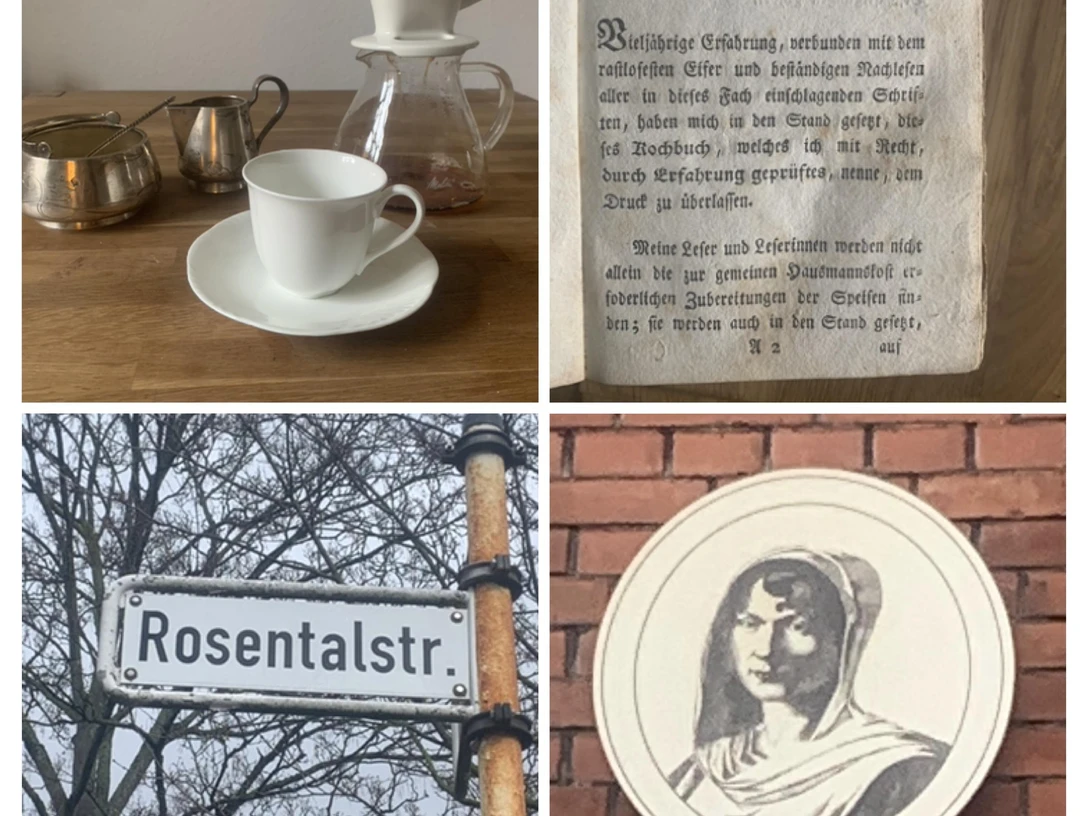 Vieljährige Erfahrung, verbunden mit dem
rastlosesten Eifer und beständigen Nachlesen
aller in dieses Fach einschlagenden Schrif-
ten, haben mich in den Stand gesetzt, die-
ses Kochbuch, welches ich mit Recht,
durch Erfahrung geprüftes, nenne, dem
Druck zu überlassen.
Meine Leser und Leserinnen werden nicht
allein die zur gemeinen Hausmannskost er-
foderlichen Zubereitungen der Speisen fin-
den; sie werden auch in den Stand gesetzt,
A 2 auf
Rosentalstr.